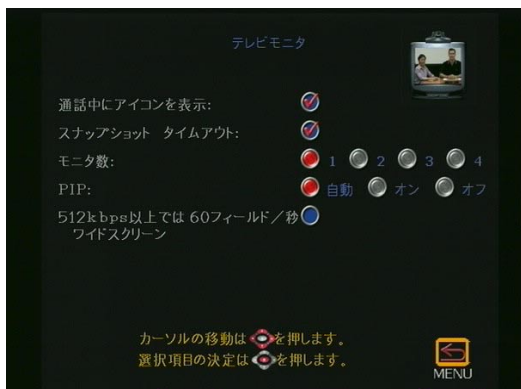 テレビモニタ
通話中にアイコンを表示:
スナップショット タイムアウト:
モニタ数: 1 2 3 4
PIP: 自動 オン オフ
512kbps以上では 60フィールド/秒
ワイドスクリーン
カーソルの移動は を押します。
選択項目の決定は を押します。
MENU